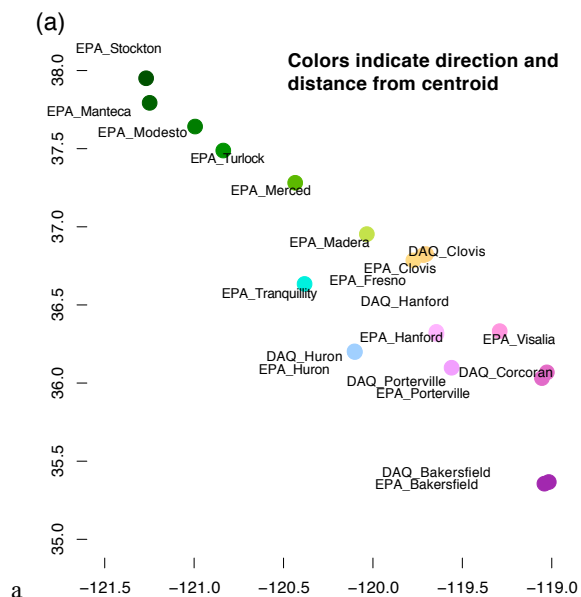 (a)
EPA_Stockton
Colors indicate direction and
distance from centroid
38.0
EPA_Manteca
EPA_Modesto
37.5
EPA_Turlock
EPA_Merced
37.0
EPA_Madera
DAQ_Clovis
EPA_Clovis
EPA_Fresno
EPA_Tranquillity
DAQ_Hanford
36.5
EPA_Hanford
EPA_Visalia
DAQ_Huron
EPA_Huron
DAQ_Corcoran
DAQ_Porterville
EPA_Porterville
36.0
35.5
DAQ_Bakersfield
EPA_Bakersfield
35.0
a
−121.5 −121.0 −120.5 −120.0 −119.5 −119.0